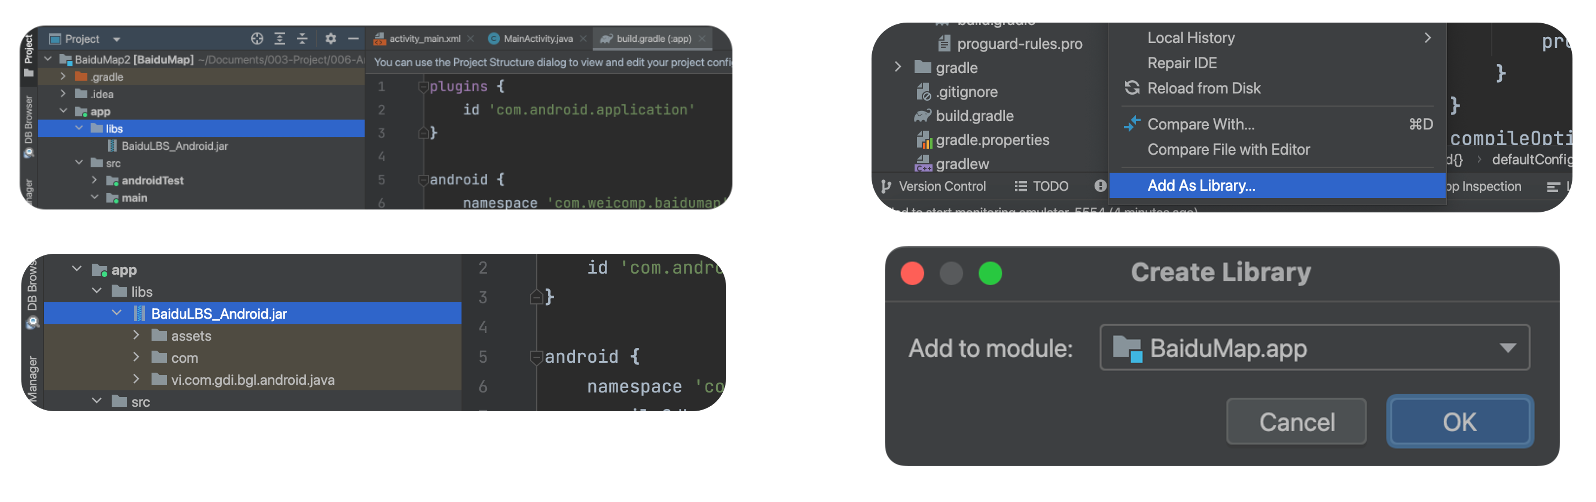 Project
activity_main.xml
MainActivity.java
build.gradle (:app)
Project
BaiduMap2 [BaiduMap] ~/Documents/003-Project/006-A
You can use the Project Structure dialog to view and edit your project confi
.gradle
.idea
app
libs
BaiduLBS_Android.jar
src
androidTest
main
DB Browser
1 plugins {
2 id 'com.android.application'
3 }
4
5 android {
6 namespace 'com.weicomp.baidumap'
build.gradle
proguard-rules.pro
gradle
.gitignore
build.gradle
gradle.properties
gradlew
Local History
Repair IDE
Reload from Disk
Compare With... ⌘D
Compare File with Editor
Add As Library...
pro
}
}
compileOpti
d{} > defaultConfig
Version Control
TODO
pp Inspection
to start monitoring emulator-5554 (4 minutes ago)
DB Brows
Manager
app
libs
BaiduLBS_Android.jar
assets
com
vi.com.gdi.bgl.android.java
src
2 id 'com.andro
3 }
4
5 android {
6 namespace 'co
Create Library
Add to module: BaiduMap.app
Cancel
OK